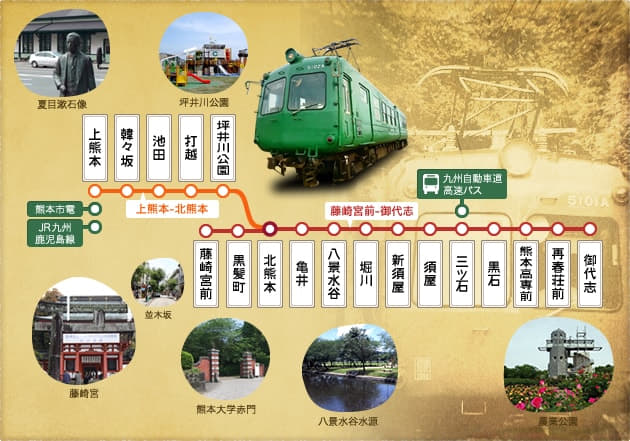 夏目漱石像
坪井川公園
上熊本
韓々坂
池田
打越
坪井川公園
熊本市電
JR九州
鹿児島線
上熊本-北熊本
藤崎宮前-御代志
九州自動車道
高速バス
藤崎宮前
黒髪町
北熊本
亀井
八景水谷
堀川
新須屋
須屋
三ツ石
黒石
熊本高専前
再春荘前
御代志
並木坂
藤崎宮
熊本大学赤門
八景水谷水源
農業公園
5101A